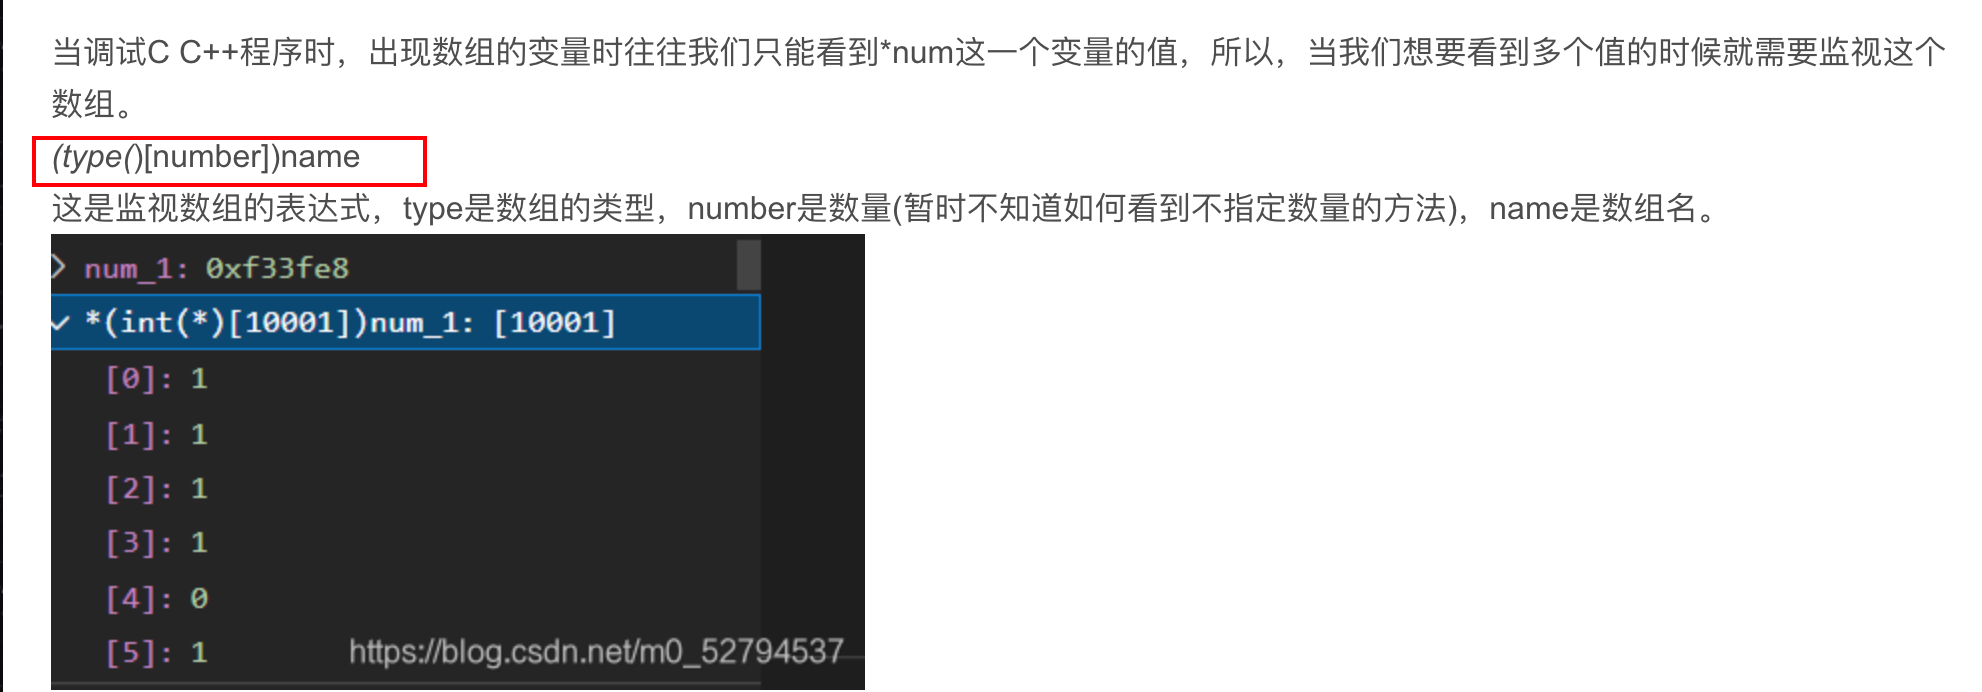 当调试C C++程序时，出现数组的变量时往往我们只能看到*num这一个变量的值，所以，当我们想要看到多个值的时候就需要监视这个
数组。
(type()[number])name
这是监视数组的表达式，type是数组的类型，number是数量(暂时不知道如何看到不指定数量的方法)，name是数组名。
num_1: 0xf33fe8
*(int(*)[10001])num_1: [10001]
[0]: 1
[1]: 1
[2]: 1
[3]: 1
[4]: 0
[5]: 1
https://blog.csdn.net/m0_52794537